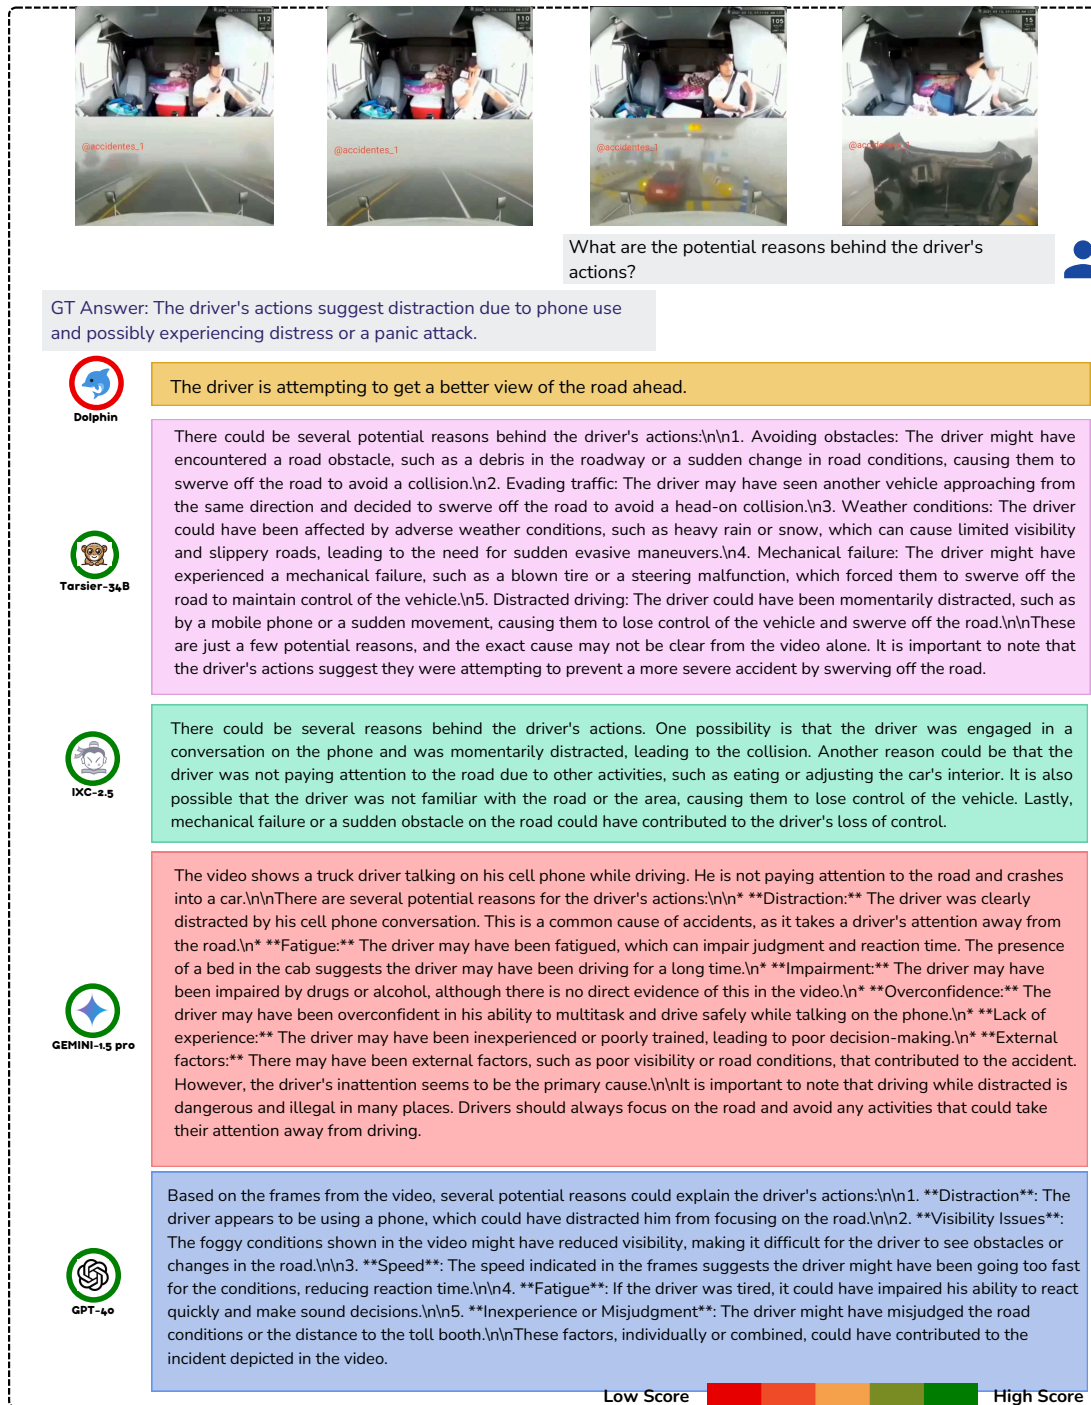 112
110
105
15
@accidentes_1
@accidentes_1
@accidentes_1
What are the potential reasons behind the driver's
actions?
GT Answer: The driver's actions suggest distraction due to phone use
and possibly experiencing distress or a panic attack.
Dolphin
The driver is attempting to get a better view of the road ahead.
There could be several potential reasons behind the driver's actions:\n\n1. Avoiding obstacles: The driver might have
encountered a road obstacle, such as a debris in the roadway or a sudden change in road conditions, causing them to
swerve off the road to avoid a collision.\n2. Evading traffic: The driver may have seen another vehicle approaching from
the same direction and decided to swerve off the road to avoid a head-on collision.\n3. Weather conditions: The driver
could have been affected by adverse weather onditions, such as heavy rain or snow, which can cause limited visibility
and slippery roads, leading to the need for sudden evasive maneuvers.\n4. Mechanical failure: The driver might have
experienced a mechanical failure, such as a blown tire or a steering malfunction, which forced them to swerve off the
road to maintain control of the vehicle.\n5. Distracted driving: The driver could have been momentarily distracted, such as
by a mobile phone or a sudden movement, causing them to lose control of the vehicle and swerve off the road.\n\nThese
are just a few potential reasons, and the exact cause may not be clear from the video alone. It is important to note that
the driver's actions suggest they were attempting to prevent a more severe accident by swerving off the road.
Tarsier-34B
There could be several reasons behind the driver's actions. One possibility is that the driver was engaged in a
conversation on the phone and was momentarily distracted, leading to the collision. Another reason could be that the
driver was not paying attention to the road due to other activities, such as eating or adjusting the car's interior. It is also
possible that the driver was not familiar with the road or the area, causing them to lose control of the vehicle. Lastly,
mechanical failure or a sudden obstacle on the road could have contributed to the driver's loss of control.
IXC-2.5
The video shows a truck driver talking on his cell phone while driving. He is not paying attention to the road and crashes
into a car.\n\nThere are several potential reasons for the driver's actions:\n\n* **Distraction:** The driver was clearly
distracted by his cell phone conversation. This is a common cause of accidents, as it takes a driver's attention away from
the road.\n* **Fatigue:** The driver may have been fatigued, which can impair judgment and reaction time. The presence
of a bed in the cab suggests the driver may have been driving for a long time.\n* **Impairment:** The driver may have
been impaired by drugs or alcohol, although there is no direct evidence of this in the video.\n* **Overconfidence:** The
driver may have been overconfident in his ability to multitask and drive safely while talking on the phone.\n* **Lack of
experience:** The driver may have been inexperienced or poorly trained, leading to poor decision-making.\n* **External
factors:** There may have been external factors, such as poor visibility or road conditions, that contributed to the accident.
However, the driver's inattention seems to be the primary cause.\n\nIt is important to note that driving while distracted is
dangerous and illegal in many places. Drivers should always focus on the road and avoid any activities that could take
their attention away from driving.
GEMINI-1.5 pro
Based on the frames from the video, several potential reasons could explain the driver's actions:\n\n1. **Distraction**: The
driver appears to be using a phone, which could have distracted him from focusing on the road.\n\n2. **Visibility Issues**:
The foggy conditions shown in the video might have reduced visibility, making it difficult for the driver to see obstacles or
changes in the road.\n\n3. **Speed**: The speed indicated in the frames suggests the driver might have been going too fast
for the conditions, reducing reaction time.\n\n4. **Fatigue**: If the driver was tired, it could have impaired his ability to react
quickly and make sound decisions.\n\n5. **Inexperience or Misjudgment**: The driver might have misjudged the road
conditions or the distance to the toll booth.\n\nThese factors, individually or combined, could have contributed to the
incident depicted in the video.
GPT-4o
Low Score
High Score